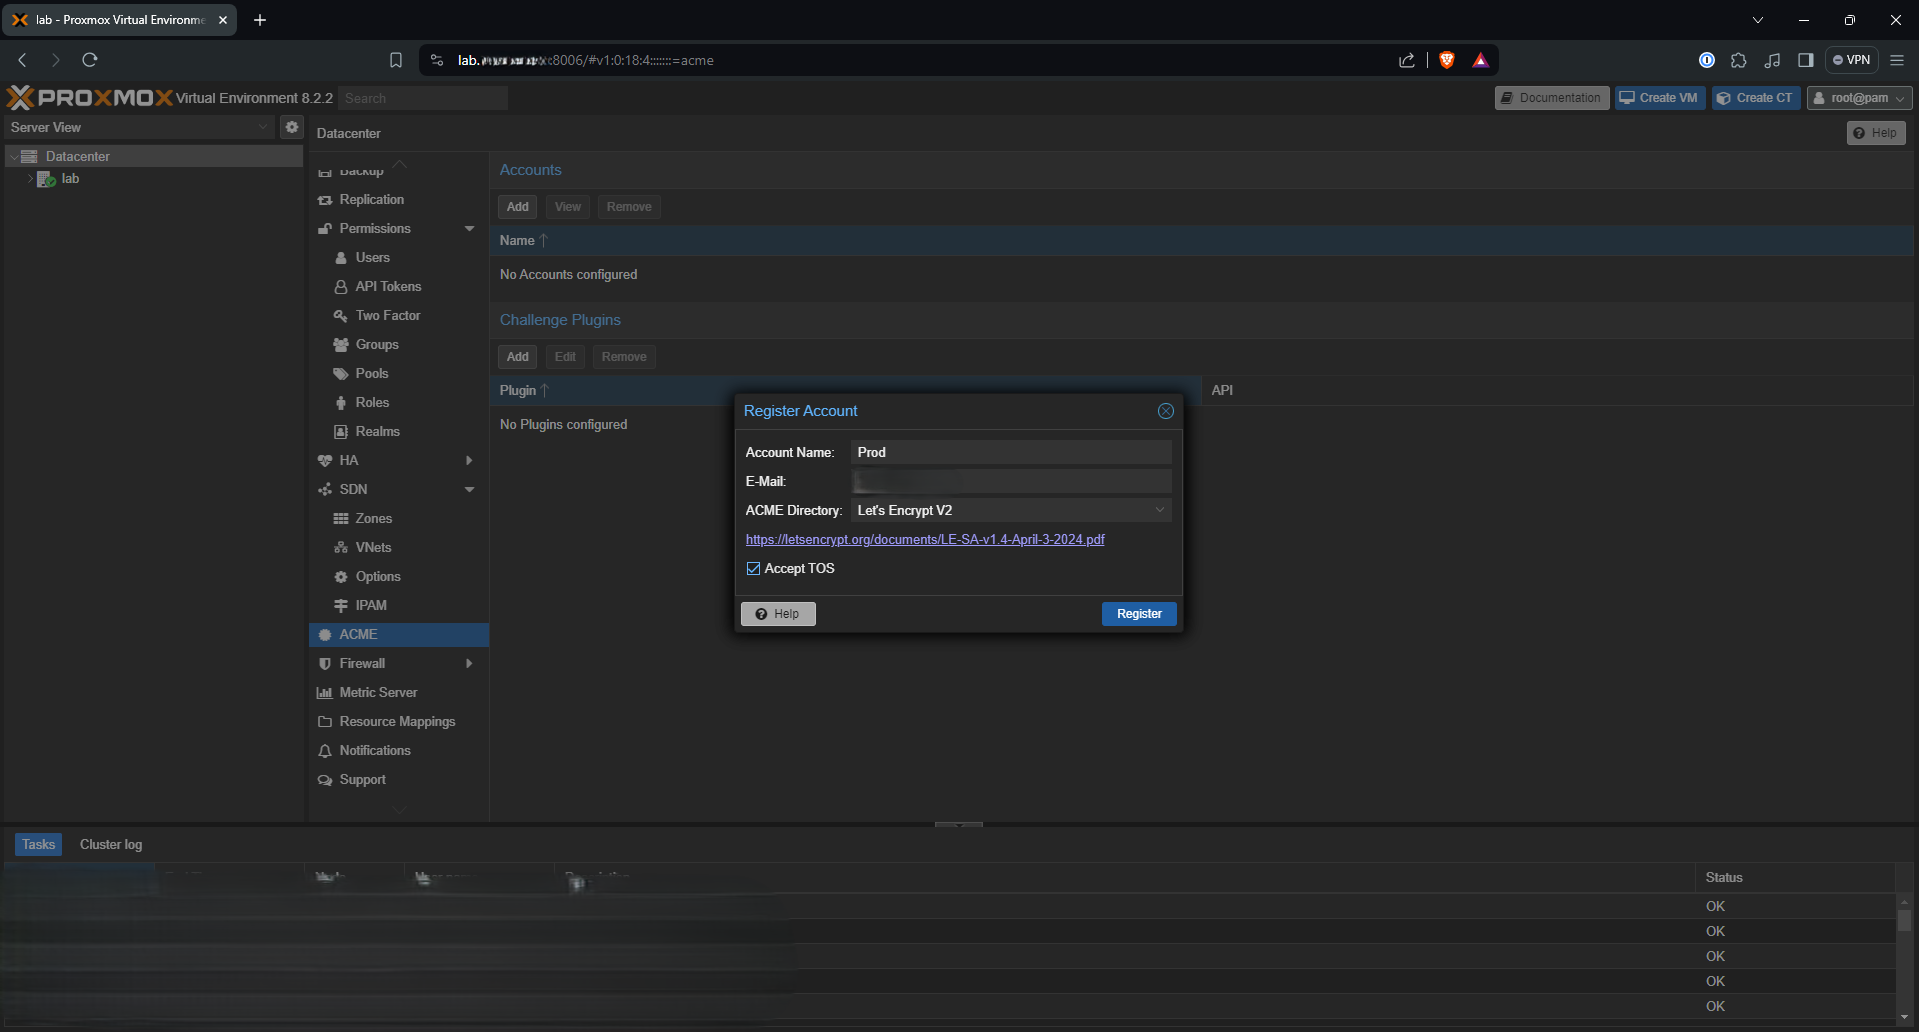 lab - Proxmox Virtual Environme
lab.
:8006/#v1:0:18:4:::::::=acme
VPN
PROXMOX Virtual Environment 8.2.2
Search
Documentation
Create VM
Create CT
root@pam
Server View
Datacenter
Help
Datacenter
lab
Backup
Replication
Permissions
Users
API Tokens
Two Factor
Groups
Pools
Roles
Realms
HA
SDN
Zones
VNets
Options
IPAM
ACME
Firewall
Metric Server
Resource Mappings
Notifications
Support
Accounts
Add View Remove
Name
No Accounts configured
Challenge Plugins
Add Edit Remove
Plugin API
No Plugins configured
Register Account
Account Name: Prod
E-Mail:
ACME Directory: Let's Encrypt V2
https://letsencrypt.org/documents/LE-SA-v1.4-April-3-2024.pdf
Accept TOS
Help Register
Tasks Cluster log
Status
OK
OK
OK
OK
OK